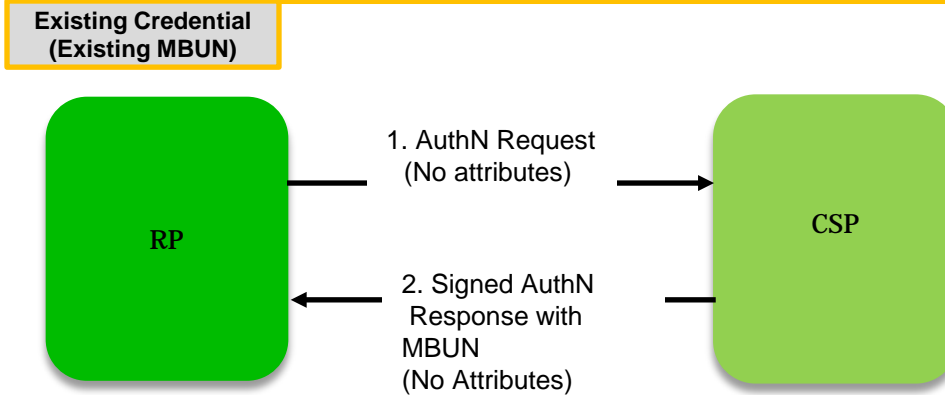 Existing Credential
(Existing MBUN)
1. AuthN Request
(No attributes)
RP
CSP
2. Signed AuthN
Response with
MBUN
(No Attributes)